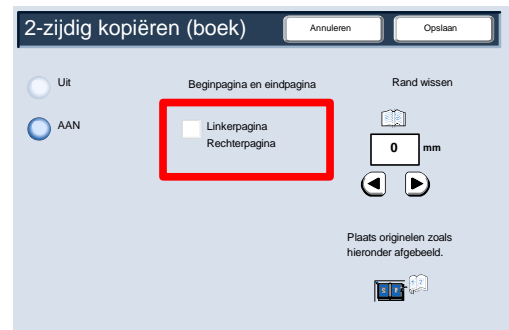 2-zijdig kopiëren (boek)
Annuleren
Opslaan
Uit
Beginpagina en eindpagina
Rand wissen
AAN
Linkerpagina
Rechterpagina
0 mm
Plaats originelen zoals
hieronder afgebeeld.